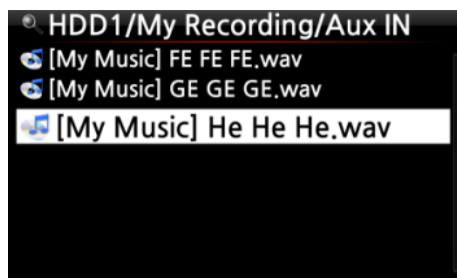 HDD1/My Recording/Aux IN
[My Music] FE FE FE.wav
[My Music] GE GE GE.wav
[My Music] He He He.wav